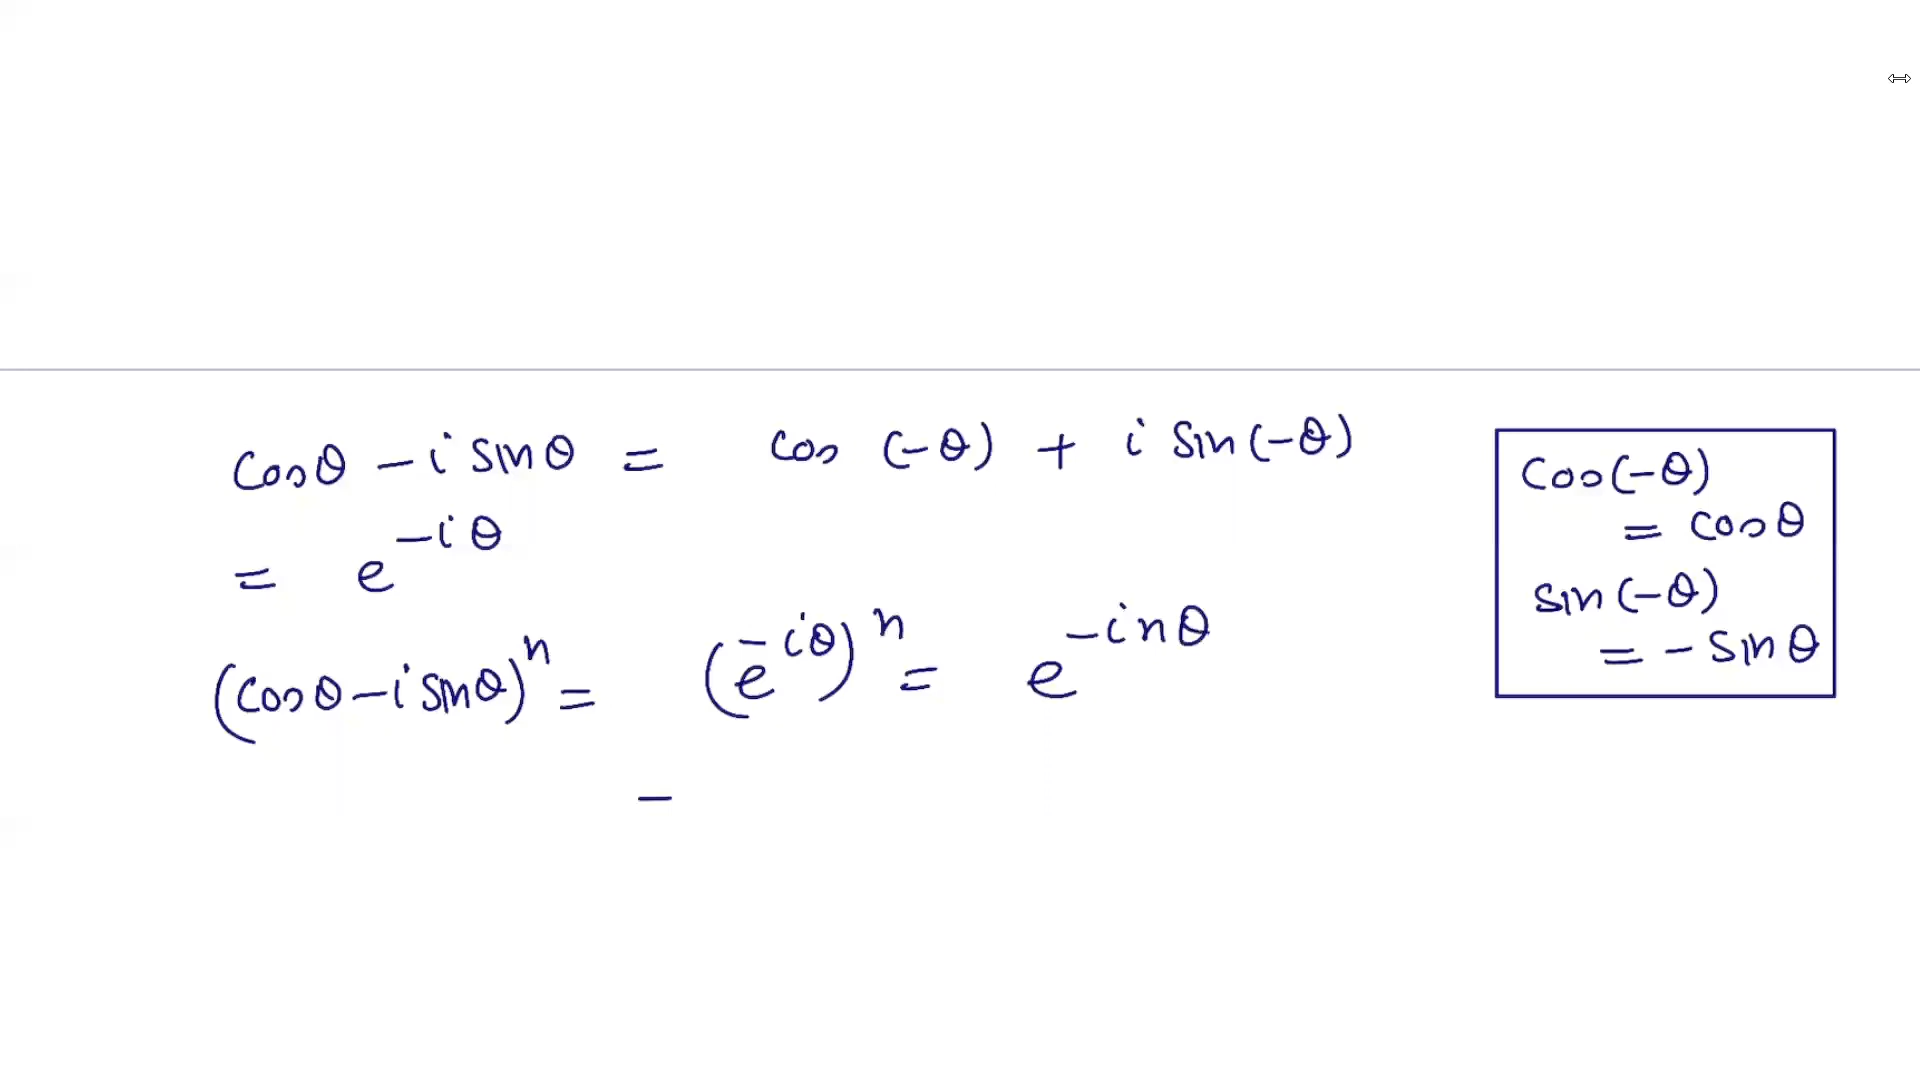 cosθ - i sinθ = cos (-θ) + i sin(-θ)
= e^{-iθ}
(cosθ - i sinθ)^n = (e^{-iθ})^n = e^{-inθ}
-
cos(-θ)
= cosθ
sin(-θ)
= - sinθ